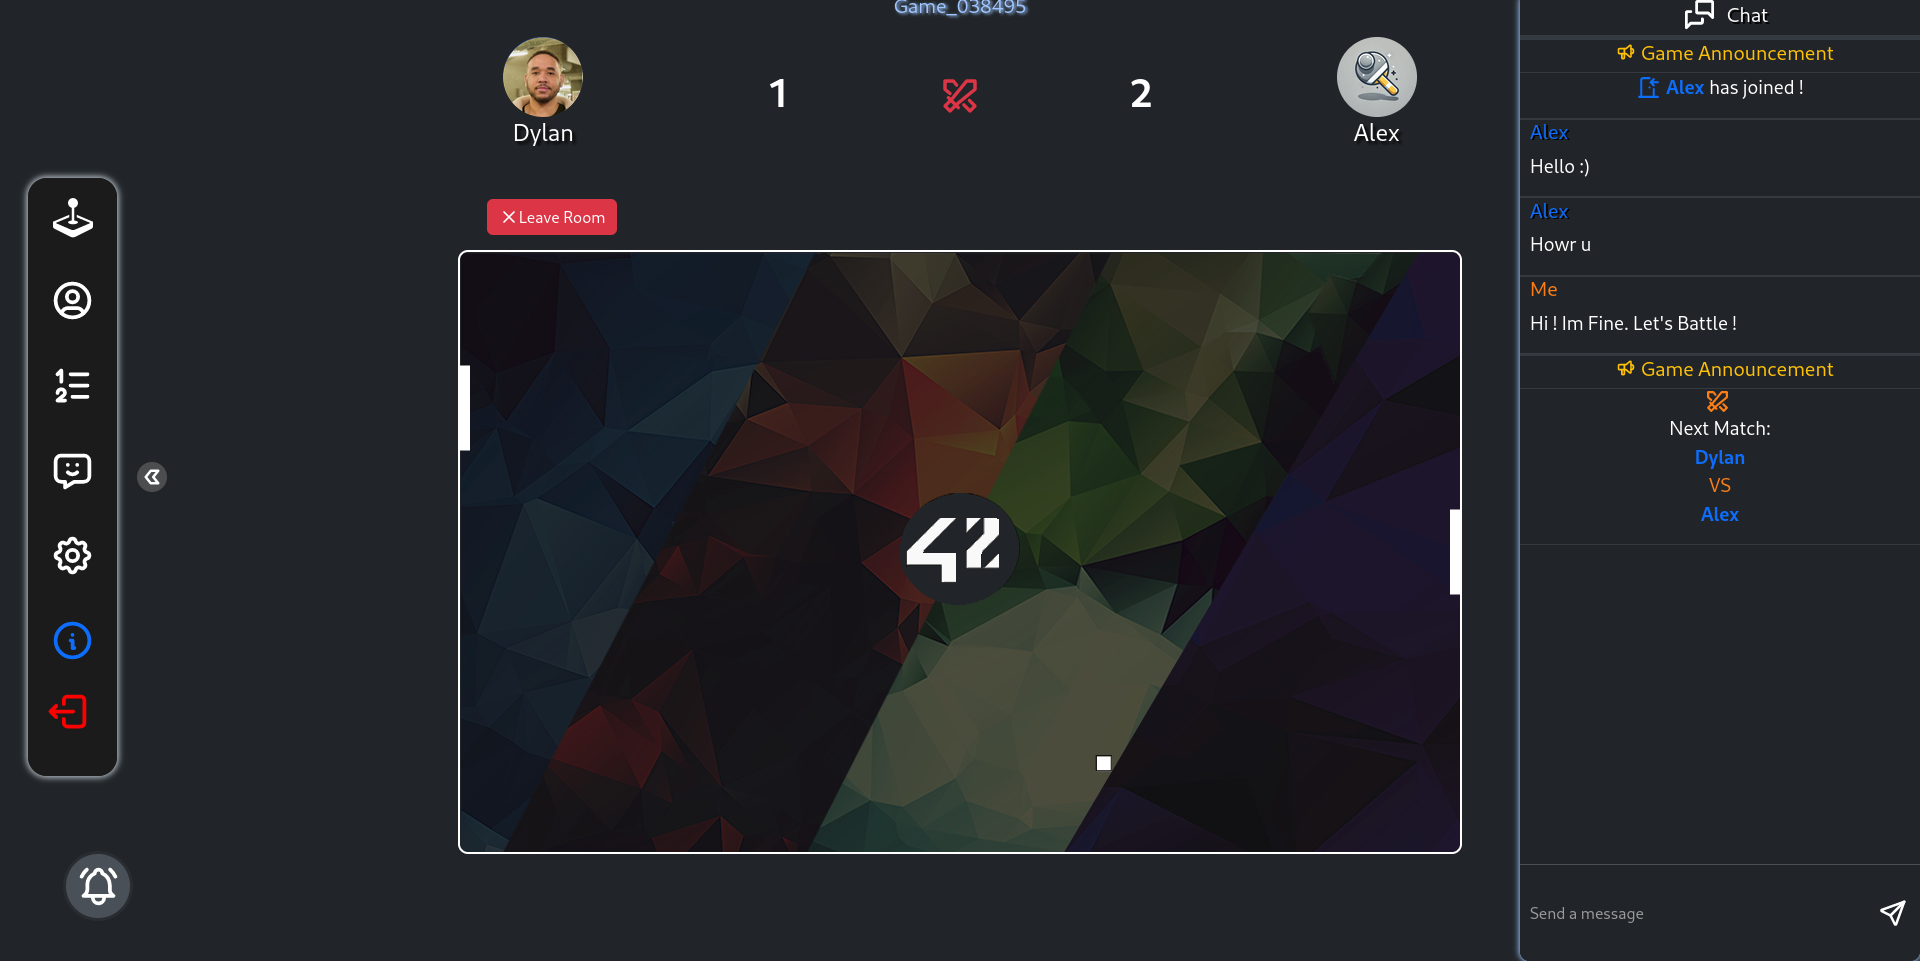 Game_038495
Dylan
1
2
Alex
Leave Room
42
Chat
Game Announcement
Alex has joined !
Alex
Hello :)
Alex
Howr u
Me
Hi ! Im Fine. Let's Battle !
Game Announcement
Next Match:
Dylan
VS
Alex
Send a message